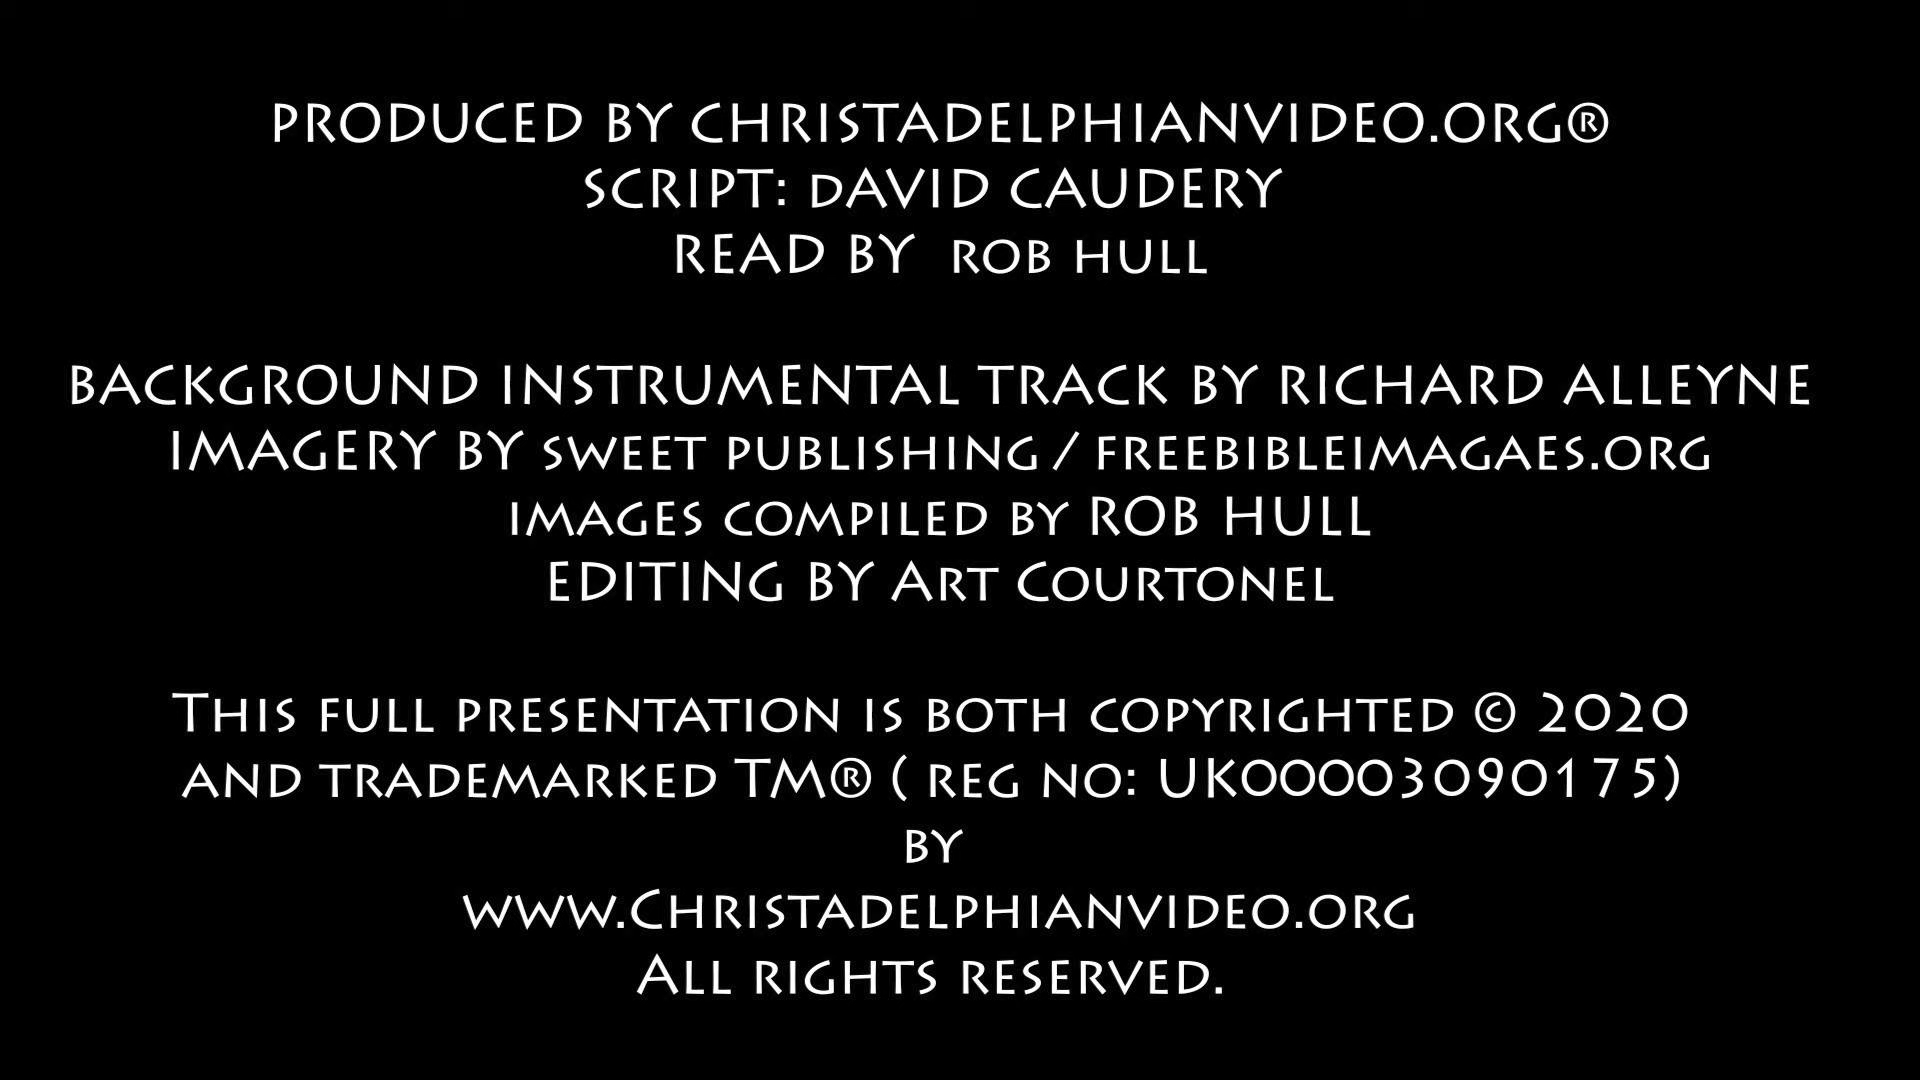 PRODUCED BY CHRISTADELPHIANVIDEO.ORG®
SCRIPT: dAVID CAUDERY
READ BY rob hull
BACKGROUND INSTRUMENTAL TRACK BY RICHARD ALLEYNE
IMAGERY BY sweet publishing / freebibleimagaes.org
images compiled by ROB HULL
EDITING BY Art Courtonel
This full presentation is both copyrighted © 2020
and trademarked TM® ( reg no: UK00003090175)
by
www.Christadelphianvideo.org
All rights reserved.